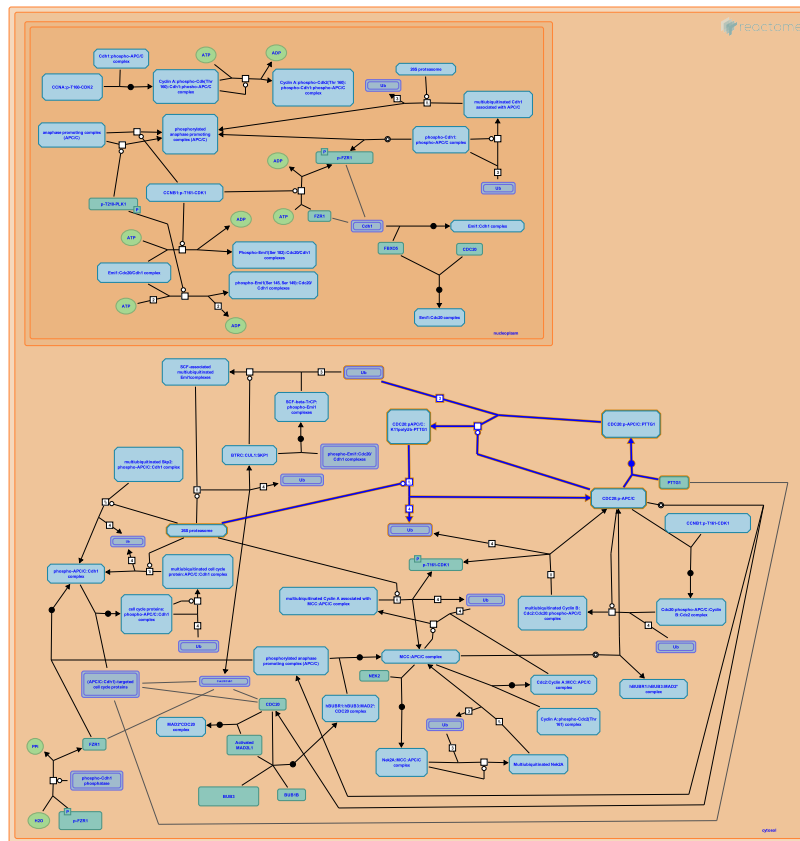 reactome
Cdh1:phospho-APC/C
complex
ATP
ADP
CCNA:p-T160-CDK2
Cyclin A:phospho-Cdk(Thr
160):Cdh1:phospho-APC/C
complex
Cyclin A:phospho-Cdk2(Thr 160):
phospho-Cdh1:phospho-APC/C
complex
26S proteasome
Ub
multiubiquitinated Cdh1
associated with APC/C
anaphase promoting complex
(APC/C)
phosphorylated
anaphase promoting
complex (APC/C)
phospho-Cdh1:
phospho-APC/C complex
P
p-FZR1
ADP
CCNB1:p-T161-CDK1
Ub
p-T210-PLK1
P
ATP
FZR1
Cdh1
Emi1:Cdh1 complex
ADP
ATP
FBXO5
CDC20
Phospho-Emi1(Ser 182):Cdc20/Cdh1
complexes
Emi1:Cdc20/Cdh1 complex
phospho-Emi1(Ser 145, Ser 149):Cdc20/
Cdh1 complexes
ATP
2
2
ADP
Emi1:Cdc20 complex
nucleoplasm
SCF-associated
multiubiquitinated
Emi1complexes
Ub
SCF-beta-TrCP:
phospho-Emi1
complexes
CDC20:pAPC/C:
K11polyUb-PTTG1
CDC20:p-APC/C:PTTG1
BTRC:CUL1:SKP1
phospho-Emi1:Cdc20/
Cdh1 complexes
multiubiquitinated Skp2:
phospho-APC/C:Cdh1 complex
Ub
PTTG1
CDC20:p-APC/C
26S proteasome
Ub
CCNB1:p-T161-CDK1
P
p-T161-CDK1
phospho-APC/C:Cdh1
complex
multiubiquitinated cell cycle
protein:APC/C:Cdh1 complex
cell cycle proteins:
phospho-APC/C:Cdh1
complex
multiubiquitinated Cyclin A associated with
MCC:APC/C complex
Ub
multiubiquitinated Cyclin B:
Cdc2:Cdc20:phospho-APC/C
complex
Cdc20:phospho-APC/C:Cyclin
B:Cdc2 complex
Ub
Ub
phosphorylated anaphase
promoting complex (APC/C)
MCC:APC/C complex
(APC/C:Cdh1)-targeted
cell cycle proteins
NEK2
Cdc2:Cyclin A:MCC:APC/C
complex
hBUBR1:hBUB3:MAD2*
complex
CDC20
hBUBR1:hBUB3:MAD2*:
CDC20 complex
MAD2*CDC20
complex
Cyclin A:phospho-Cdc2(Thr
161) complex
Ub
Activated
MAD2L1
FZR1
PPi
Nek2A:MCC:APC/C
complex
Multiubiquitinated Nek2A
phospho-Cdh1
phosphatase
BUB3
BUB1B
H2O
P
p-FZR1
cytosol